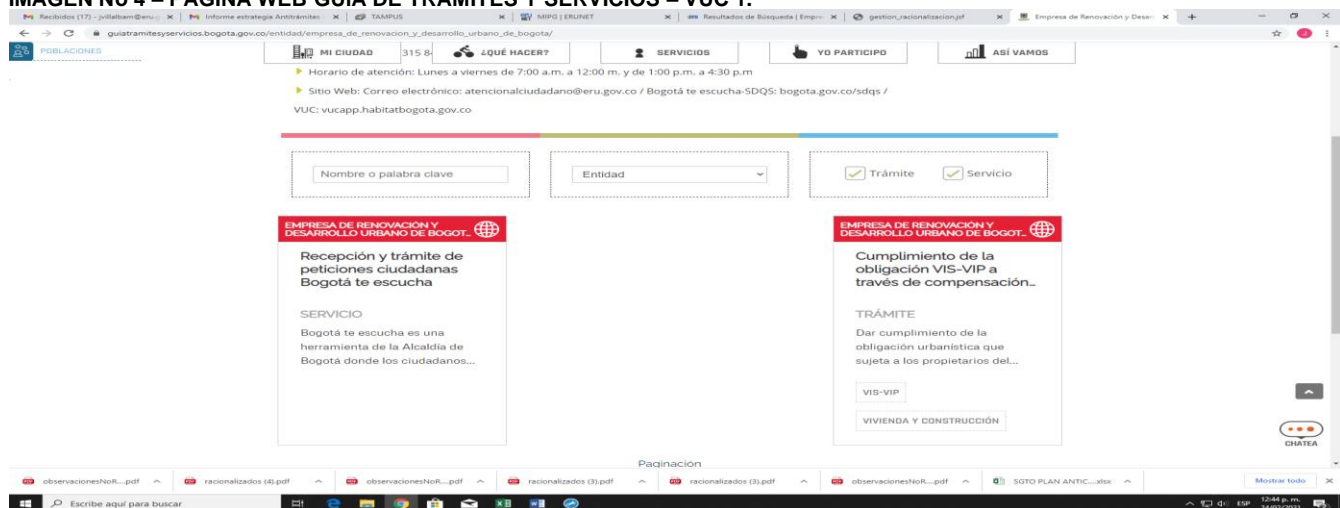 IMAGEN No 4 – PÁGINA WEB GUÍA DE TRÁMITES Y SERVICIOS – VUC 1.
Recibidos (17) - jvillalbam@eru.g
Informe estrategia Antitrámites
TAMPUS
MIPG | ERUNET
Resultados de Búsqueda | Empre
gestion_racionalizacion.jsf
Empresa de Renovación y Desar
guiatramitesyservicios.bogota.gov.co/entidad/empresa_de_renovacion_y_desarrollo_urbano_de_bogota/
POBLACIONES
MI CIUDAD
315 8
¿QUÉ HACER?
SERVICIOS
YO PARTICIPO
ASÍ VAMOS
Horario de atención: Lunes a viernes de 7:00 a.m. a 12:00 m. y de 1:00 p.m. a 4:30 p.m
Sitio Web: Correo electrónico: atencionalciudadano@eru.gov.co / Bogotá te escucha-SDQS: bogota.gov.co/sdqs /
VUC: vucapp.habitatbogota.gov.co
Nombre o palabra clave
Entidad
Trámite
Servicio
EMPRESA DE RENOVACIÓN Y
DESARROLLO URBANO DE BOGOT...
Recepción y trámite de
peticiones ciudadanas
Bogotá te escucha
SERVICIO
Bogotá te escucha es una
herramienta de la Alcaldía de
Bogotá donde los ciudadanos...
EMPRESA DE RENOVACIÓN Y
DESARROLLO URBANO DE BOGOT...
Cumplimiento de la
obligación VIS-VIP a
través de compensación...
TRÁMITE
Dar cumplimiento de la
obligación urbanística que
sujeta a los propietarios del...
VIS-VIP
VIVIENDA Y CONSTRUCCIÓN
CHATEA
Paginación
observacionesNoR....pdf
racionalizados (4).pdf
observacionesNoR....pdf
racionalizados (3).pdf
racionalizados (3).pdf
observacionesNoR....pdf
SGTO PLAN ANTIC....xlsx
Mostrar todo
Escribe aquí para buscar
ESP
12:44 p. m.
24/02/2021